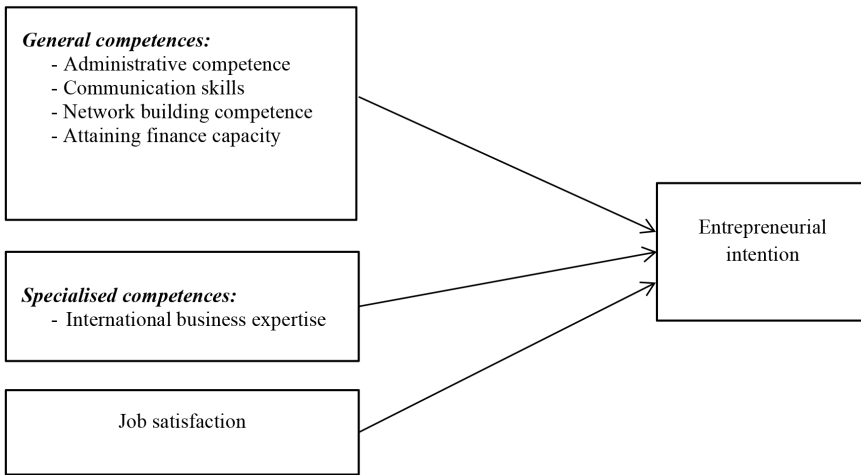 General competences:
- Administrative competence
- Communication skills
- Network building competence
- Attaining finance capacity
Specialised competences:
- International business expertise
Job satisfaction
Entrepreneurial
intention